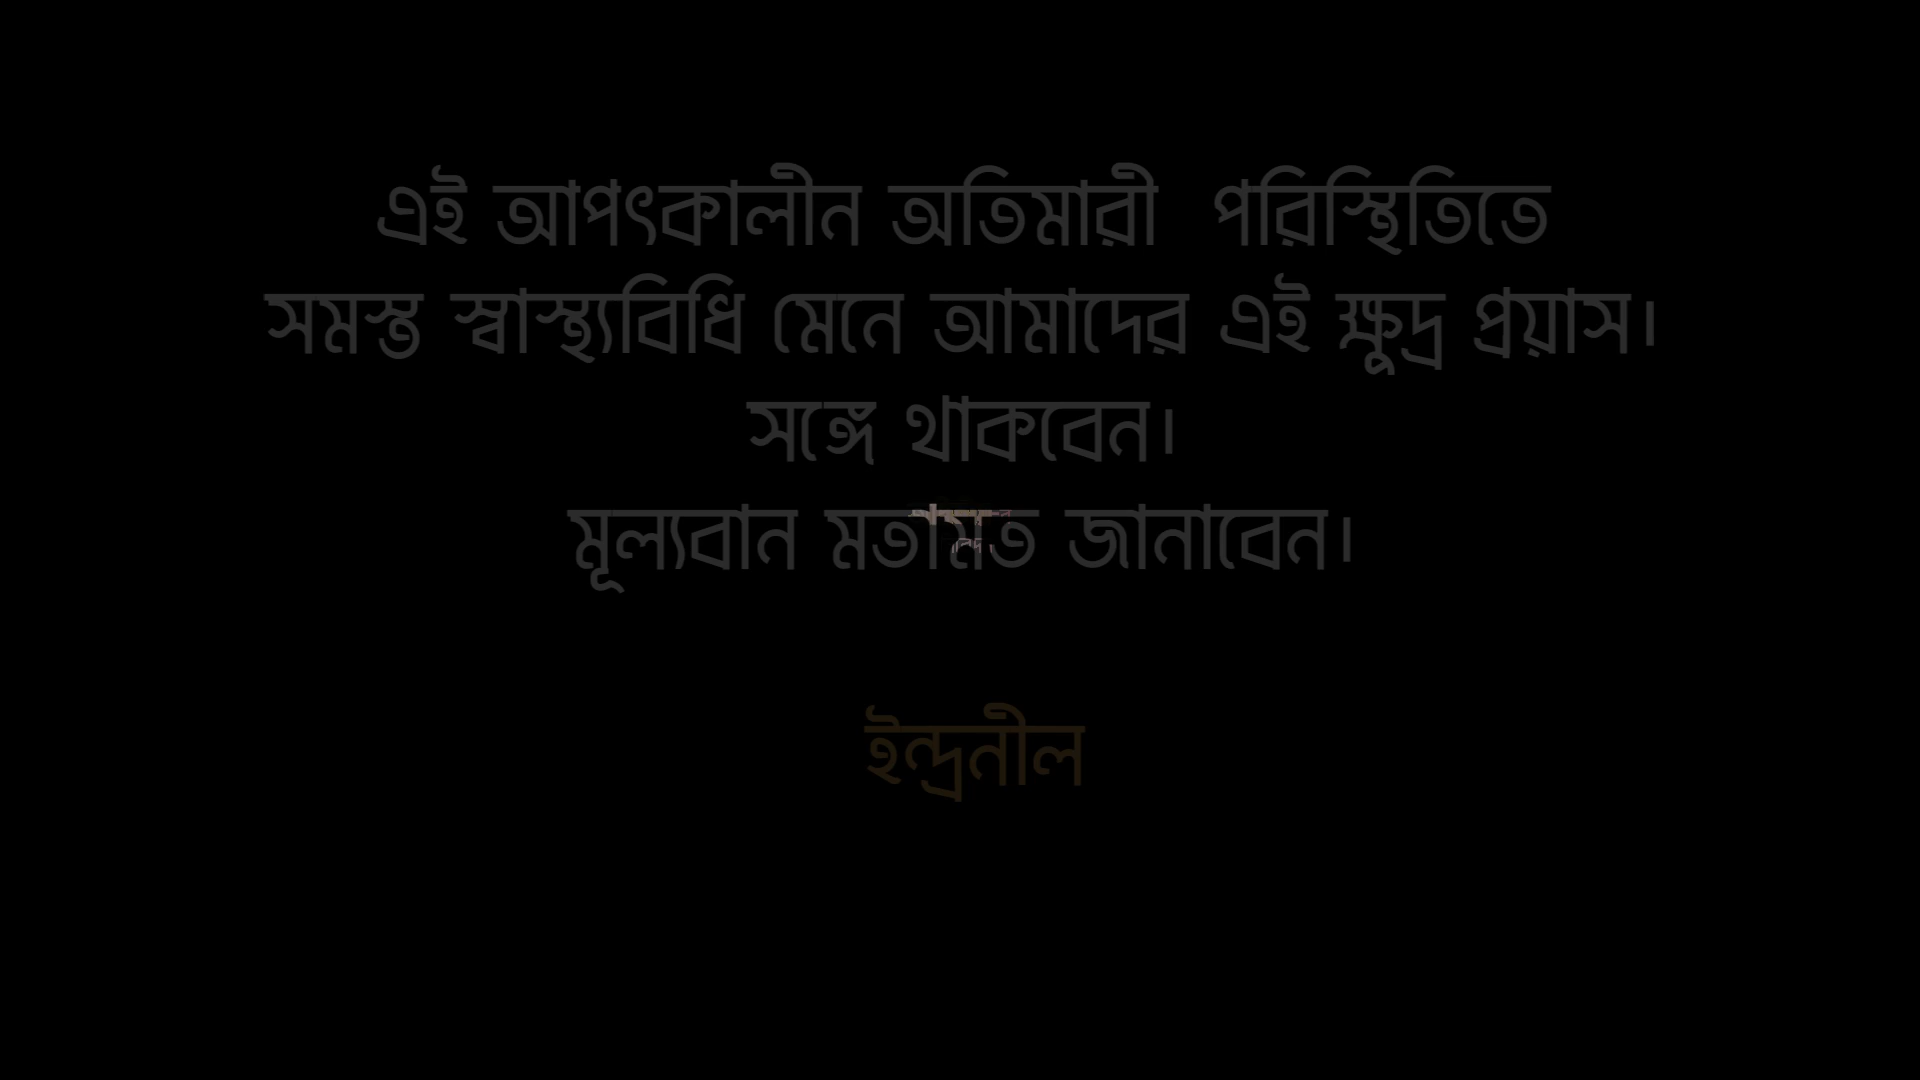 এই আপৎকালীন অতিমারী পরিস্থিতিতে
সমস্ত স্বাস্থ্যবিধি মেনে আমাদের এই ক্ষুদ্র প্রয়াস।
সঙ্গে থাকবেন।
মূল্যবান মতামত জানাবেন।
ইন্দ্রনীল